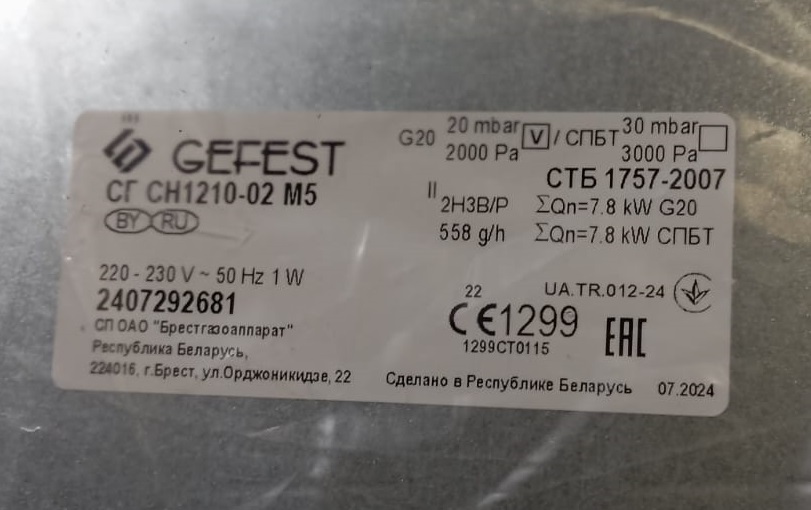 GEFEST
СГ СН1210-02 М5
BY RU
220 - 230 V ~ 50 Hz 1 W
2407292681
СП ОАО "Брестгазоаппарат"
Республика Беларусь,
224016, г.Брест, ул.Орджоникидзе, 22
G20 20 mbar 2000 Pa V / СПБТ 30 mbar 3000 Pa
СТБ 1757-2007
II 2H3B/P ΣQn=7.8 kW G20
558 g/h ΣQn=7.8 kW СПБТ
22 UA.TR.012-24
CE1299 EAC
1299CT0115
Сделано в Республике Беларусь 07.2024